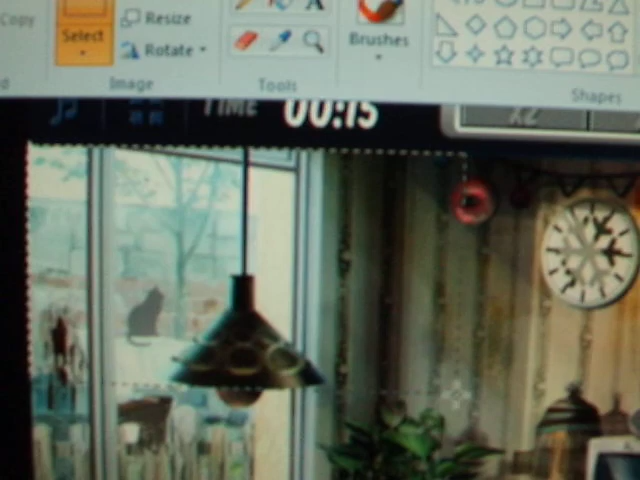 Copy
Select
Resize
Rotate
Image
Tools
Brushes
Shapes
TIME 00:15
x2